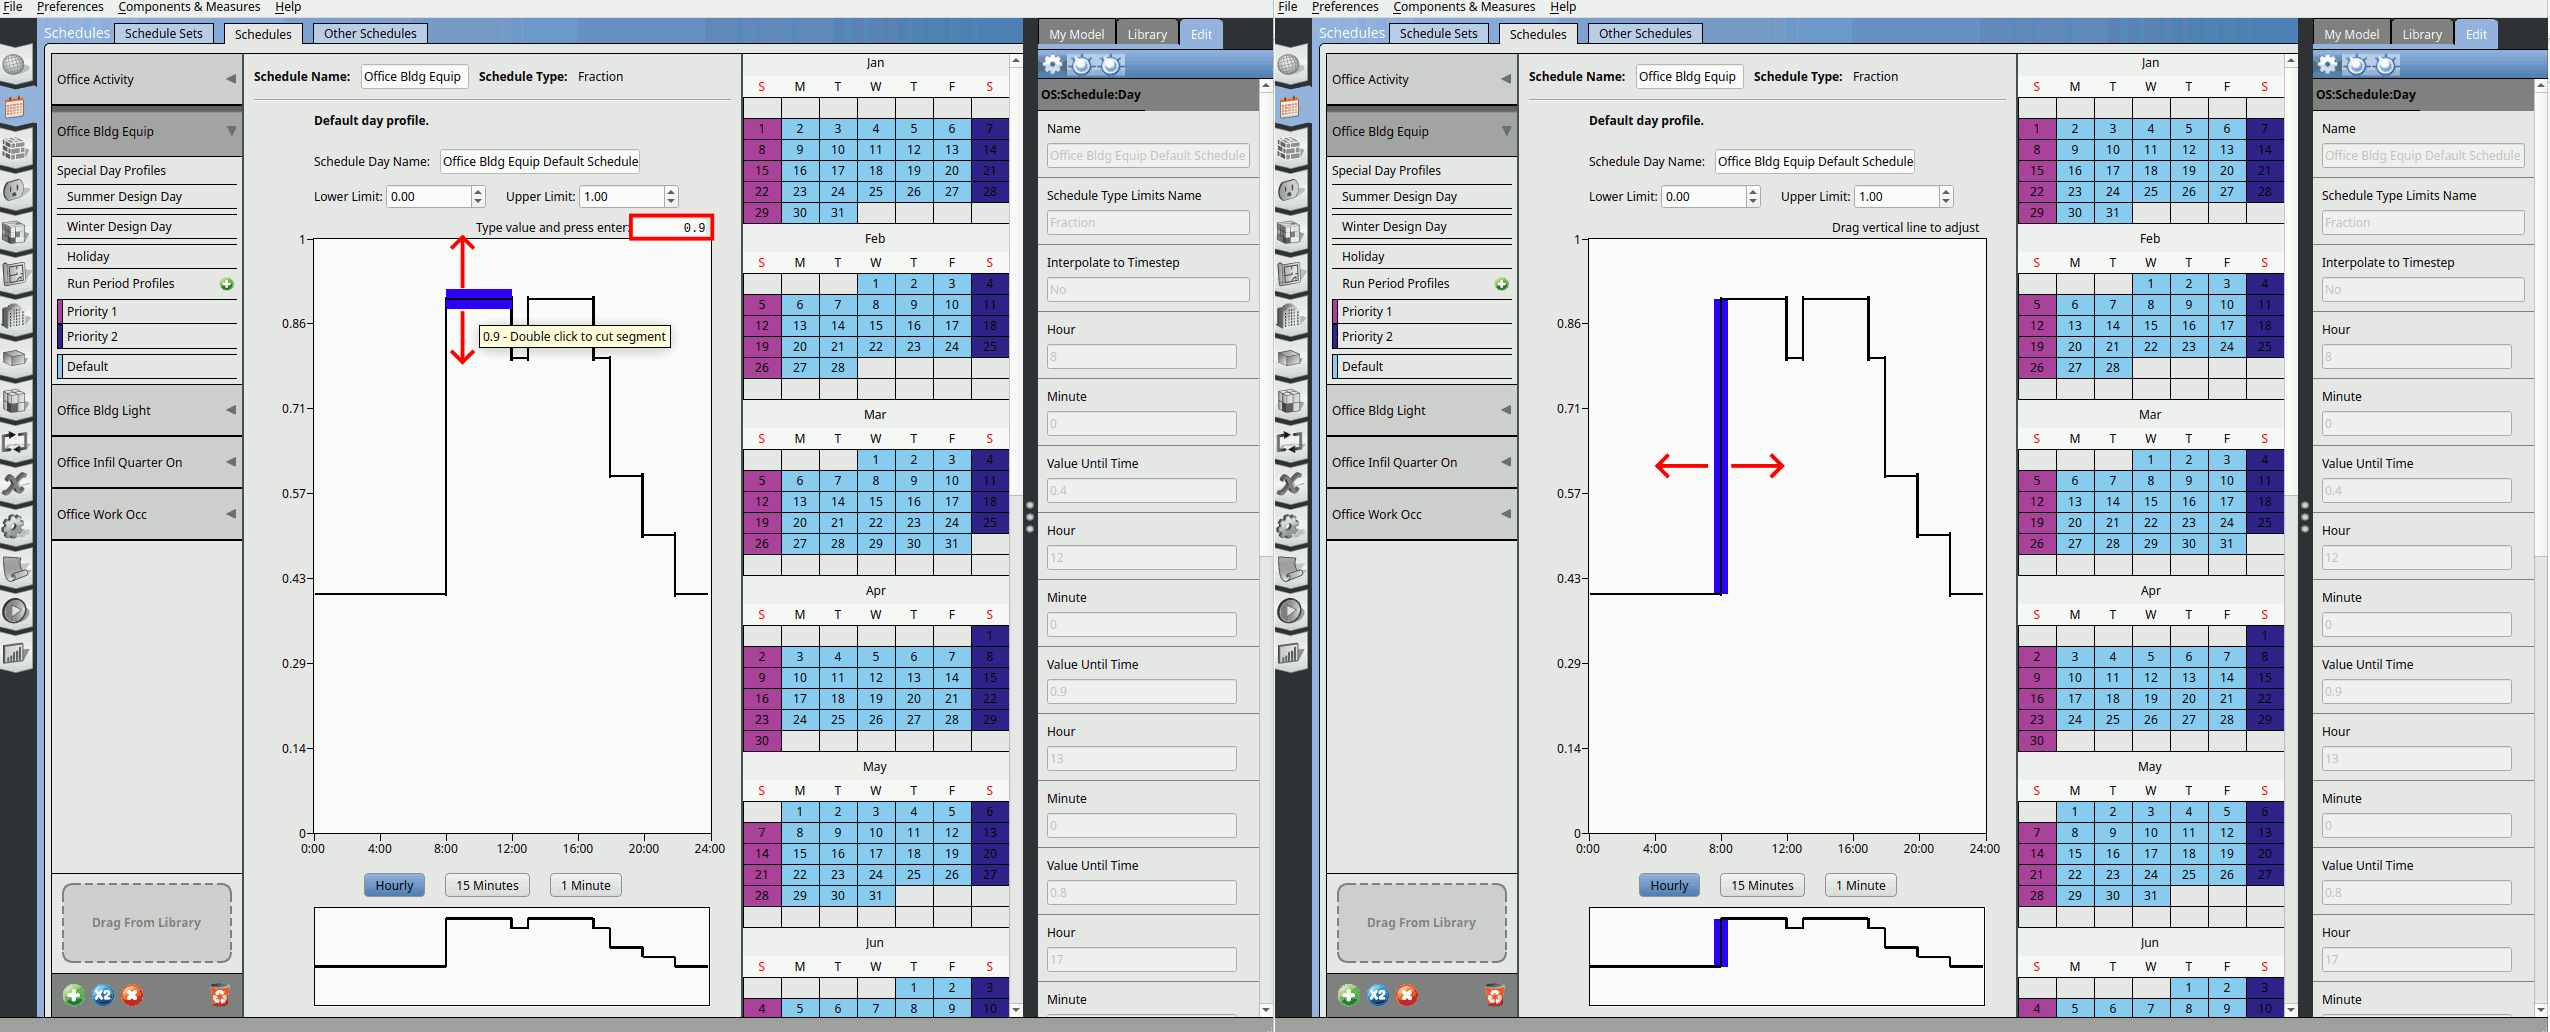 File Preferences Components & Measures Help
Schedules Schedule Sets Schedules Other Schedules
My Model Library Edit
Office Activity
Office Bldg Equip
Special Day Profiles
Summer Design Day
Winter Design Day
Holiday
Run Period Profiles
Priority 1
Priority 2
Default
Office Bldg Light
Office Infil Quarter On
Office Work Occ
Drag From Library
X2
Schedule Name: Office Bldg Equip Schedule Type: Fraction
Default day profile.
Schedule Day Name: Office Bldg Equip Default Schedule
Lower Limit: 0.00 Upper Limit: 1.00
Type value and press enter: 0.9
0.9 - Double click to cut segment
1
0.86
0.71
0.57
0.43
0.29
0.14
0
0:00 4:00 8:00 12:00 16:00 20:00 24:00
Hourly 15 Minutes 1 Minute
Jan
S M T W T F S
1 2 3 4 5 6 7
8 9 10 11 12 13 14
15 16 17 18 19 20 21
22 23 24 25 26 27 28
29 30 31
Feb
S M T W T F S
1 2 3 4
5 6 7 8 9 10 11
12 13 14 15 16 17 18
19 20 21 22 23 24 25
26 27 28
Mar
S M T W T F S
1 2 3 4
5 6 7 8 9 10 11
12 13 14 15 16 17 18
19 20 21 22 23 24 25
26 27 28 29 30 31
Apr
S M T W T F S
1
2 3 4 5 6 7 8
9 10 11 12 13 14 15
16 17 18 19 20 21 22
23 24 25 26 27 28 29
30
May
S M T W T F S
1 2 3 4 5 6
7 8 9 10 11 12 13
14 15 16 17 18 19 20
21 22 23 24 25 26 27
28 29 30 31
Jun
S M T W T F S
1 2 3
4 5 6 7 8 9 10
OS:Schedule:Day
Name
Office Bldg Equip Default Schedule
Schedule Type Limits Name
Fraction
Interpolate to Timestep
No
Hour
8
Minute
0
Value Until Time
0.4
Hour
12
Minute
0
Value Until Time
0.9
Hour
13
Minute
0
Value Until Time
0.8
Hour
17
Minute
File Preferences Components & Measures Help
Schedules Schedule Sets Schedules Other Schedules
My Model Library Edit
Office Activity
Office Bldg Equip
Special Day Profiles
Summer Design Day
Winter Design Day
Holiday
Run Period Profiles
Priority 1
Priority 2
Default
Office Bldg Light
Office Infil Quarter On
Office Work Occ
Drag From Library
X2
Schedule Name: Office Bldg Equip Schedule Type: Fraction
Default day profile.
Schedule Day Name: Office Bldg Equip Default Schedule
Lower Limit: 0.00 Upper Limit: 1.00
Drag vertical line to adjust
1
0.86
0.71
0.57
0.43
0.29
0.14
0
0:00 4:00 8:00 12:00 16:00 20:00 24:00
Hourly 15 Minutes 1 Minute
Jan
S M T W T F S
1 2 3 4 5 6 7
8 9 10 11 12 13 14
15 16 17 18 19 20 21
22 23 24 25 26 27 28
29 30 31
Feb
S M T W T F S
1 2 3 4
5 6 7 8 9 10 11
12 13 14 15 16 17 18
19 20 21 22 23 24 25
26 27 28
Mar
S M T W T F S
1 2 3 4
5 6 7 8 9 10 11
12 13 14 15 16 17 18
19 20 21 22 23 24 25
26 27 28 29 30 31
Apr
S M T W T F S
1
2 3 4 5 6 7 8
9 10 11 12 13 14 15
16 17 18 19 20 21 22
23 24 25 26 27 28 29
30
May
S M T W T F S
1 2 3 4 5 6
7 8 9 10 11 12 13
14 15 16 17 18 19 20
21 22 23 24 25 26 27
28 29 30 31
Jun
S M T W T F S
1 2 3
4 5 6 7 8 9 10
OS:Schedule:Day
Name
Office Bldg Equip Default Schedule
Schedule Type Limits Name
Fraction
Interpolate to Timestep
No
Hour
8
Minute
0
Value Until Time
0.4
Hour
12
Minute
0
Value Until Time
0.9
Hour
13
Minute
0
Value Until Time
0.8
Hour
17
Minute